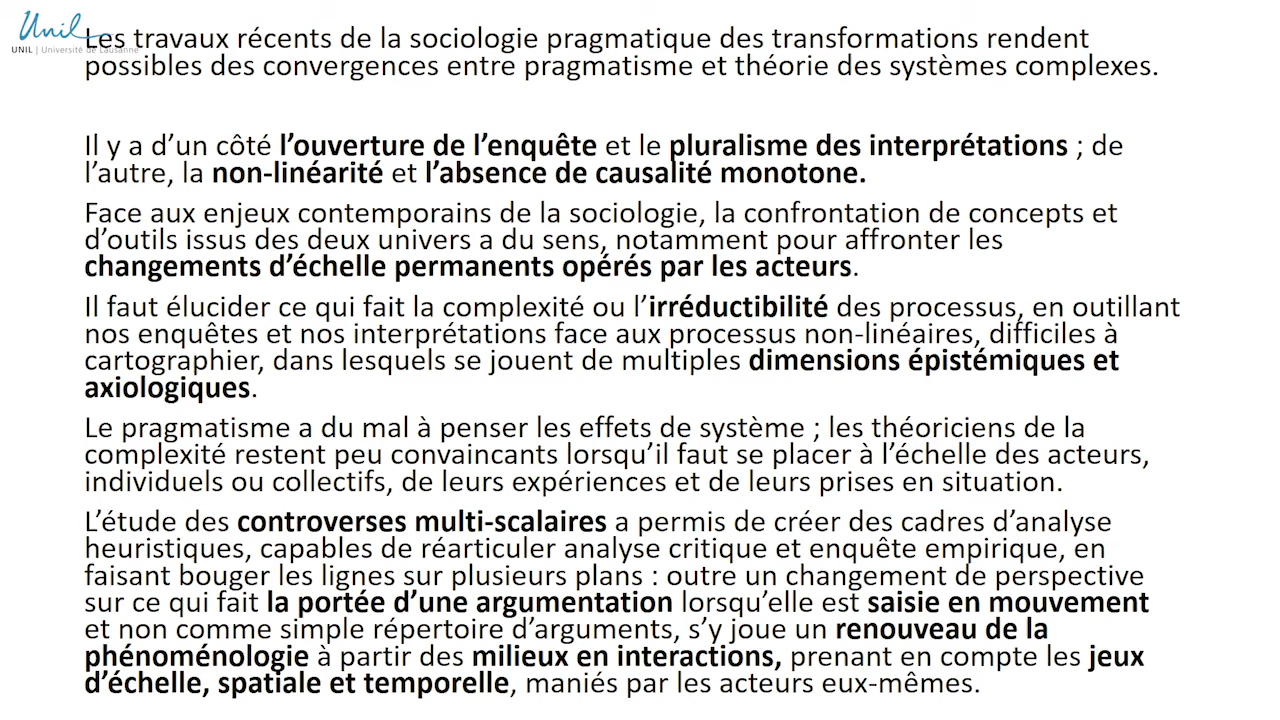 Unil
UNIL | Université de Lausanne
Les travaux récents de la sociologie pragmatique des transformations rendent
possibles des convergences entre pragmatisme et théorie des systèmes complexes.
Il y a d’un côté l’ouverture de l’enquête et le pluralisme des interprétations ; de
l’autre, la non-linéarité et l’absence de causalité monotone.
Face aux enjeux contemporains de la sociologie, la confrontation de concepts et
d’outils issus des deux univers a du sens, notamment pour affronter les
changements d’échelle permanents opérés par les acteurs.
Il faut élucider ce qui fait la complexité ou l’irréductibilité des processus, en outillant
nos enquêtes et nos interprétations face aux processus non-linéaires, difficiles à
cartographier, dans lesquels se jouent de multiples dimensions épistémiques et
axiologiques.
Le pragmatisme a du mal à penser les effets de système ; les théoriciens de la
complexité restent peu convaincants lorsqu’il faut se placer à l’échelle des acteurs,
individuels ou collectifs, de leurs expériences et de leurs prises en situation.
L’étude des controverses multi-scalaires a permis de créer des cadres d’analyse
heuristiques, capables de réarticuler analyse critique et enquête empirique, en
faisant bouger les lignes sur plusieurs plans : outre un changement de perspective
sur ce qui fait la portée d’une argumentation lorsqu’elle est saisie en mouvement
et non comme simple répertoire d’arguments, s’y joue un renouveau de la
phénoménologie à partir des milieux en interactions, prenant en compte les jeux
d’échelle, spatiale et temporelle, maniés par les acteurs eux-mêmes.